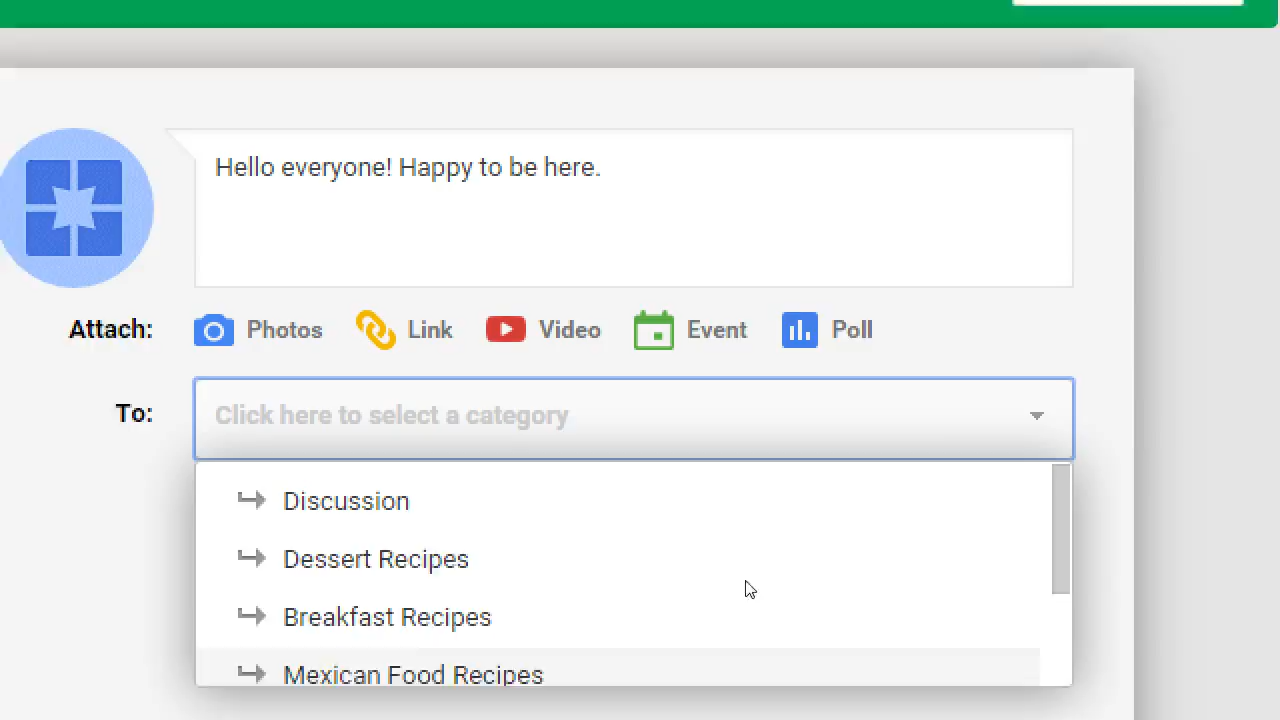 Hello everyone! Happy to be here.
Attach: Photos Link Video Event Poll
To: Click here to select a category
Discussion
Dessert Recipes
Breakfast Recipes
Mexican Food Recipes